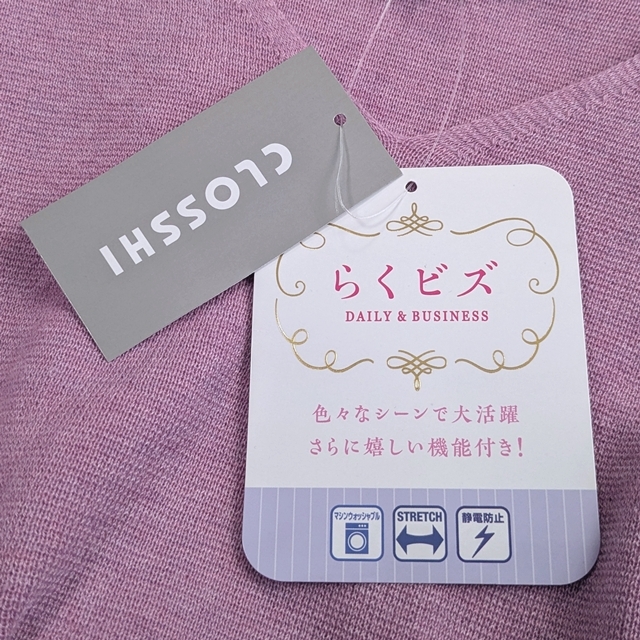 CLOSSHI
らくビズ
DAILY & BUSINESS
色々なシーンで大活躍
さらに嬉しい機能付き!
マシンウォッシャブル
STRETCH
静電防止